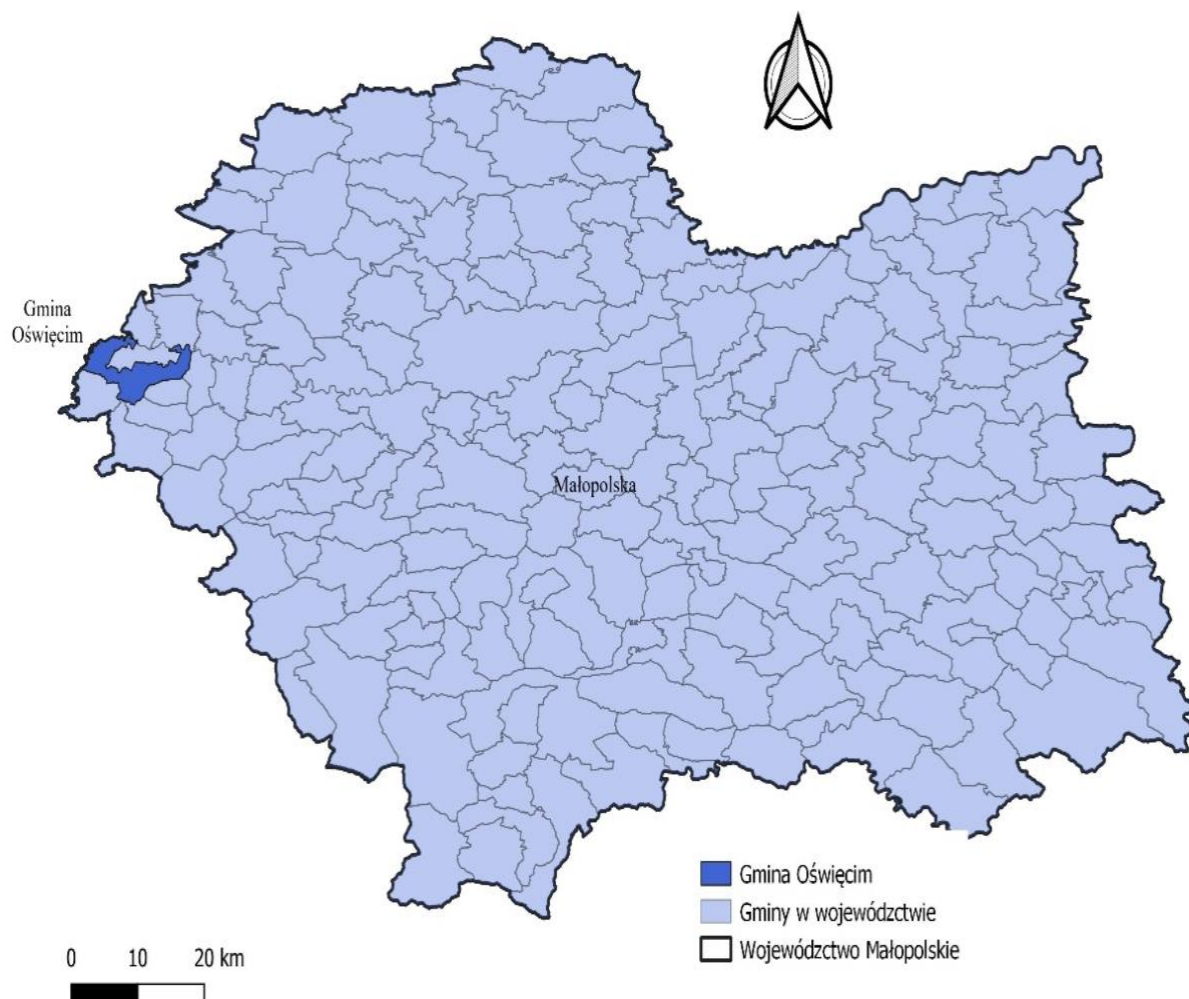 Gmina
Oświęcim
Małopolska
Gmina Oświęcim
Gminy w województwie
Województwo Małopolskie
0 10 20 km